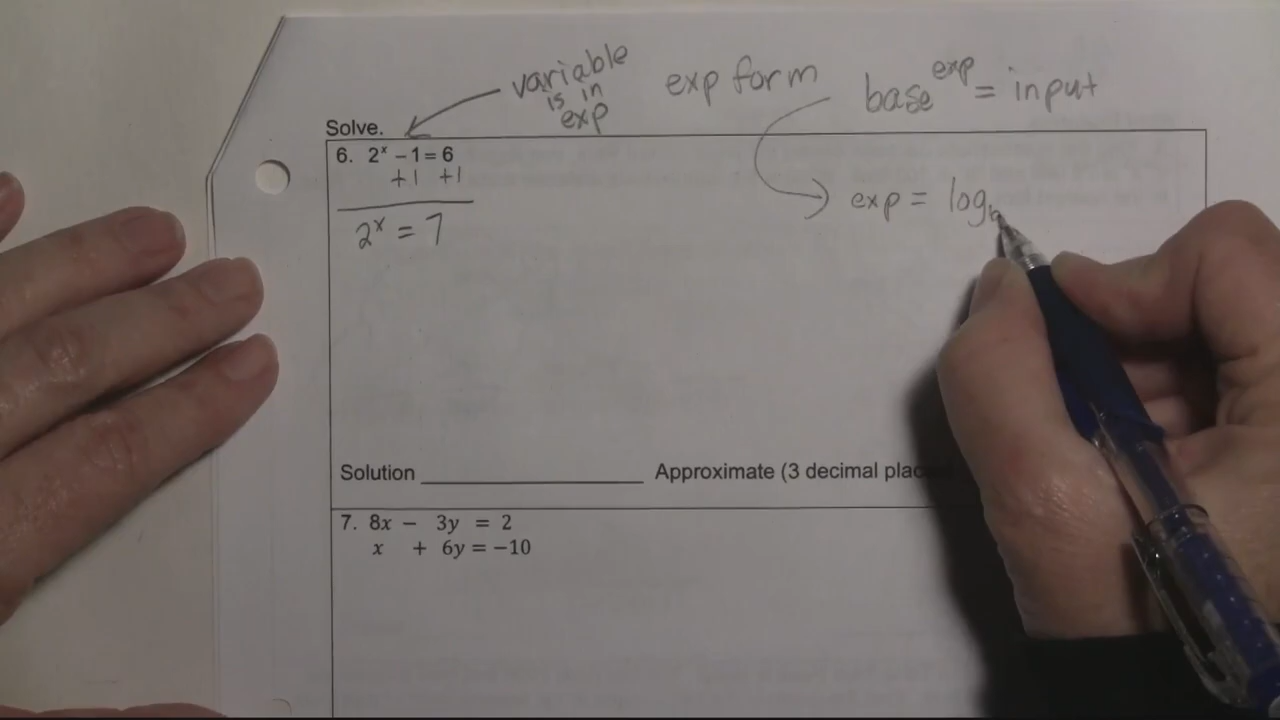 variable
is in
exp
exp form
base^exp = input
exp = log
Solve.
6. 2^x − 1 = 6
+1 +1
2^x = 7
Solution ____________ Approximate (3 decimal
7. 8x − 3y = 2
x + 6y = −10